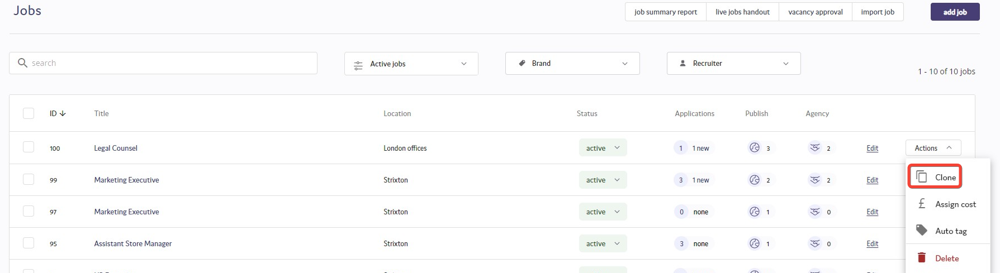 Jobs
job summary report live jobs handout vacancy approval import job add job
search Active jobs Brand Recruiter
1 - 10 of 10 jobs
ID Title Location Status Applications Publish Agency
100 Legal Counsel London offices active 1 1 new 3 2 Edit Actions
Clone
99 Marketing Executive Strixton active 3 1 new 2 2 Edit
Assign cost
97 Marketing Executive Strixton active 0 none 1 0 Edit
Auto tag
95 Assistant Store Manager Strixton active 3 none 1 0 Edit
Delete